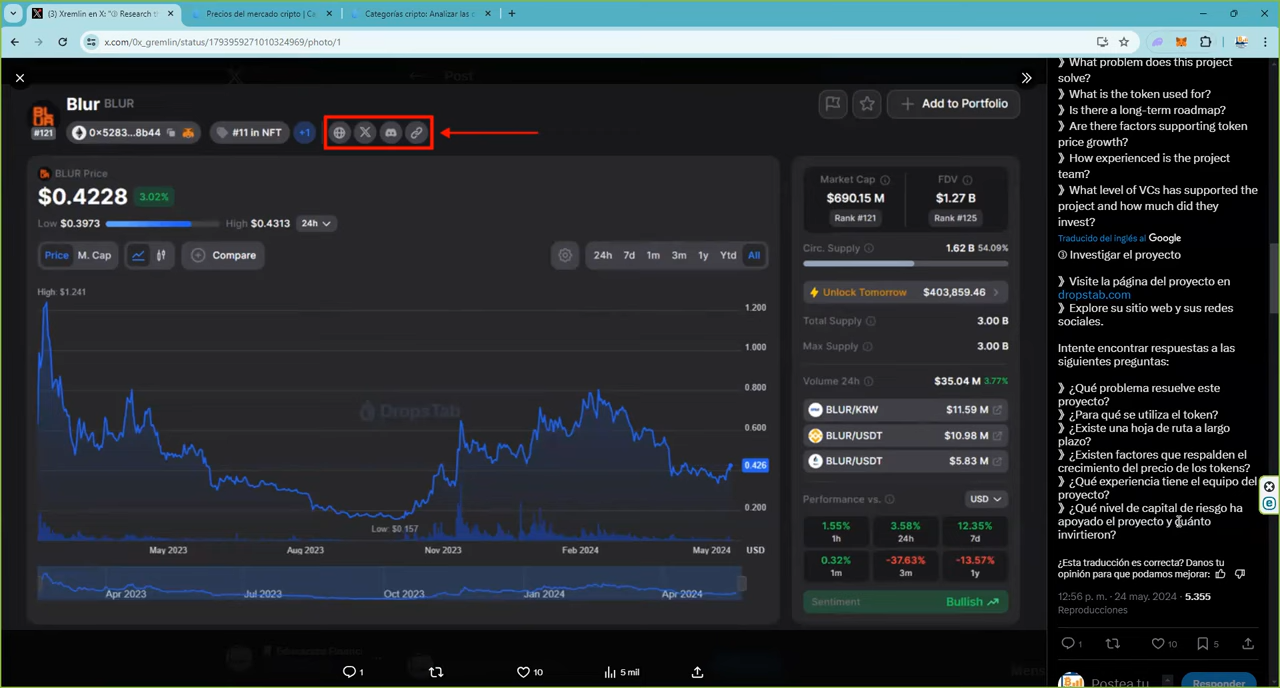 (3) Xremlin en X: "① Research t
Precios del mercado cripto | Ca
Categorías cripto: Analizar las c
x.com/0x_gremlin/status/1793959271010324969/photo/1
Post
Blur BLUR
#121
0×5283...8b44
#11 in NFT
+1
Add to Portfolio
BLUR Price
$0.4228 3.02%
Low $0.3973
High $0.4313
24h
Price M. Cap
Compare
24h 7d 1m 3m 1y Ytd All
High: $1.241
1.200
1.000
0.800
0.600
0.426
0.200
DropsTab
Low: $0.157
May 2023 Aug 2023 Nov 2023 Feb 2024 May 2024 USD
Apr 2023 Jul 2023 Oct 2023 Jan 2024 Apr 2024
Market Cap FDV
$690.15 M $1.27 B
Rank #121 Rank #125
Circ. Supply 1.62 B 54.09%
Unlock Tomorrow $403,859.46
Total Supply 3.00 B
Max Supply 3.00 B
Volume 24h $35.04 M 3.77%
BLUR/KRW $11.59 M
BLUR/USDT $10.98 M
BLUR/USDT $5.83 M
Performance vs. USD
1.55% 3.58% 12.35%
1h 24h 7d
0.32% -37.63% -13.57%
1m 3m 1y
Sentiment Bullish
1
10
5 mil
》What problem does this project
solve?
》What is the token used for?
》Is there a long-term roadmap?
》Are there factors supporting token
price growth?
》How experienced is the project
team?
》What level of VCs has supported the
project and how much did they
invest?
Traducido del inglés al Google
① Investigar el proyecto
》Visite la página del proyecto en
dropstab.com
》Explore su sitio web y sus redes
sociales.
Intente encontrar respuestas a las
siguientes preguntas:
》¿Qué problema resuelve este
proyecto?
》¿Para qué se utiliza el token?
》¿Existe una hoja de ruta a largo
plazo?
》¿Existen factores que respalden el
crecimiento del precio de los tokens?
》¿Qué experiencia tiene el equipo del
proyecto?
》¿Qué nivel de capital de riesgo ha
apoyado el proyecto y cuánto
invirtieron?
¿Esta traducción es correcta? Danos tu
opinión para que podamos mejorar:
12:56 p. m. · 24 may. 2024 · 5.355
Reproducciones
1
10
5
Postea tu
Responder